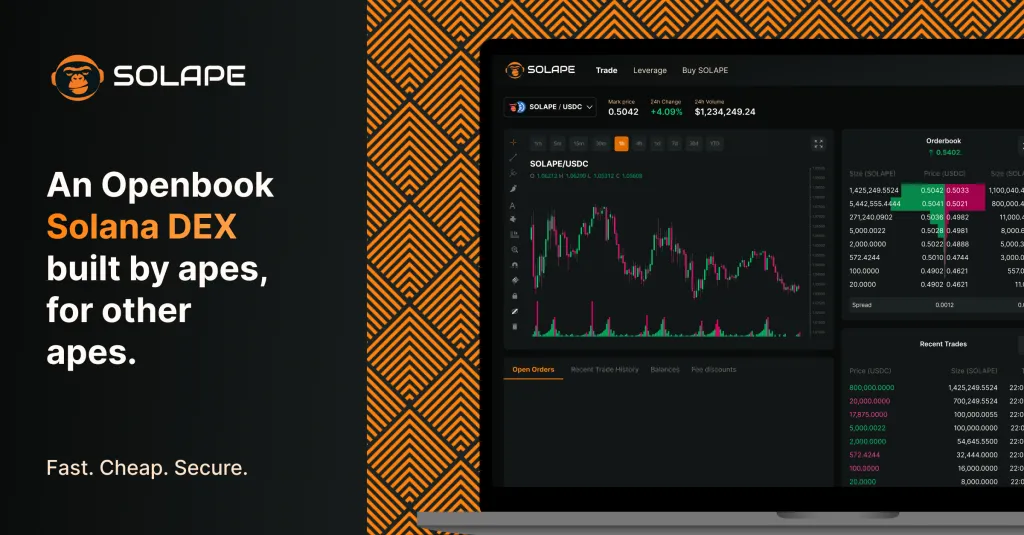 SOLAPE
An Openbook
Solana DEX
built by apes,
for other
apes.
Fast. Cheap. Secure.
SOLAPE Trade Leverage Buy SOLAPE
SOLAPE / USDC
Mark price 24h Change 24h Volume
0.5042 +4.09% $1,234,249.24
1h
SOLAPE/USDC
Open Orders Recent Trade History Balances Fee discounts
Orderbook
↑ 0.5402
Size (SOLAPE) Price (USDC)
1,425,249.5524 0.5042 0.5033 1,100,040.4
5,442,555.4444 0.5041 0.5021 800,000.4
271,240.0902 0.5036 0.4982 11,000.
5,000.0022 0.5028 0.4981 8,000.
2,000.0000 0.5022 0.4888 5,000.
572.4244 0.5010 0.4744 3,000.
100.0000 0.4902 0.4621 557.
20.0000 0.4902 0.4621 11.
Spread 0.0012
Recent Trades
Price (USDC) Size (SOLAPE)
800,000.0000 1,425,249.5524 22:0
20,000.0000 700,249.5524 22:0
17,875.0000 100,000.0055 22:0
5,000.0022 100,000.0000 22:0
2,000.0000 54,645.5500 22:0
572.4244 32,444.0000 22:0
100.0000 16,000.0000 22:0
20.0000 8,000.0000 22:0